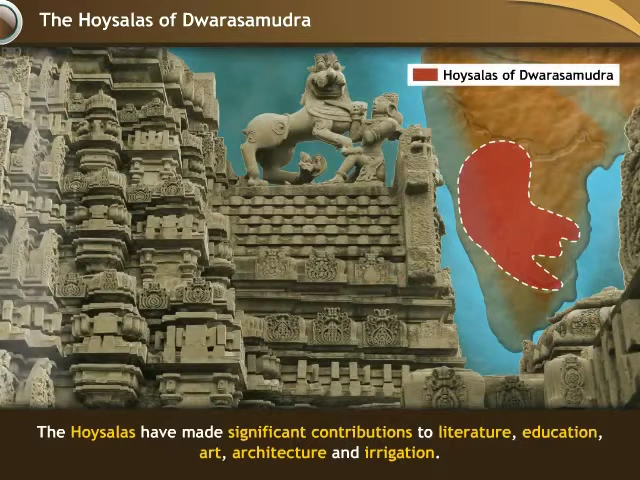 The Hoysalas of Dwarasamudra
Hoysalas of Dwarasamudra
The Hoysalas have made significant contributions to literature, education,
art, architecture and irrigation.